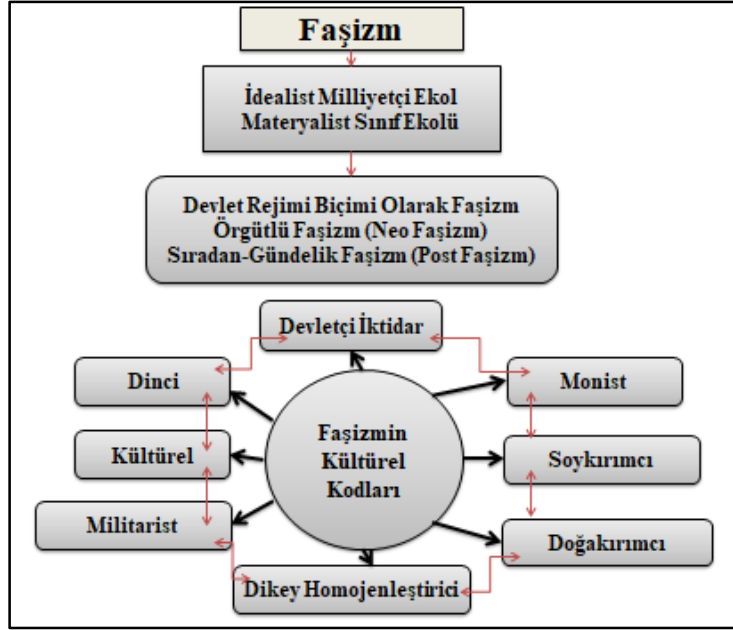 Faşizm
İdealist Milliyetçi Ekol
Materyalist Sınıf Ekolü
Devlet Rejimi Biçimi Olarak Faşizm
Örgütlü Faşizm (Neo Faşizm)
Sıradan-Gündelik Faşizm (Post Faşizm)
Devletçi İktidar
Dinci
Monist
Faşizmin
Kültürel
Kodları
Kültürel
Soykırımcı
Militarist
Doğakırımcı
Dikey Homojenleştirici